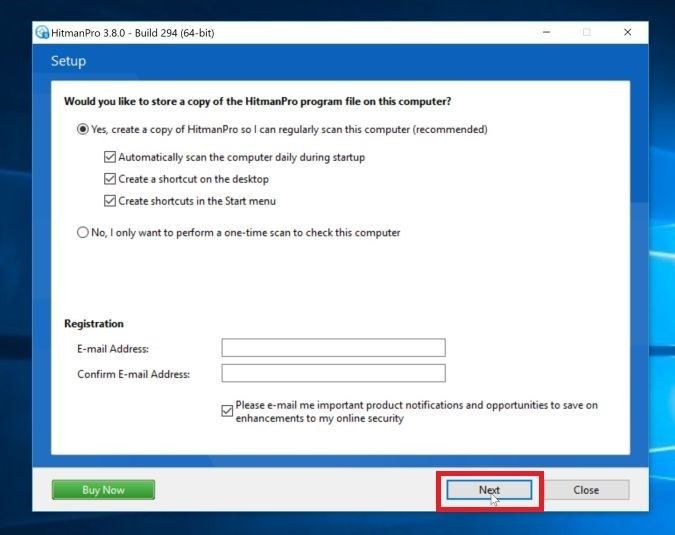 HitmanPro 3.8.0 - Build 294 (64-bit)
Setup
Would you like to store a copy of the HitmanPro program file on this computer?
Yes, create a copy of HitmanPro so I can regularly scan this computer (recommended)
Automatically scan the computer daily during startup
Create a shortcut on the desktop
Create shortcuts in the Start menu
No, I only want to perform a one-time scan to check this computer
Registration
E-mail Address:
Confirm E-mail Address:
Please e-mail me important product notifications and opportunities to save on
enhancements to my online security
Buy Now
Next
Close